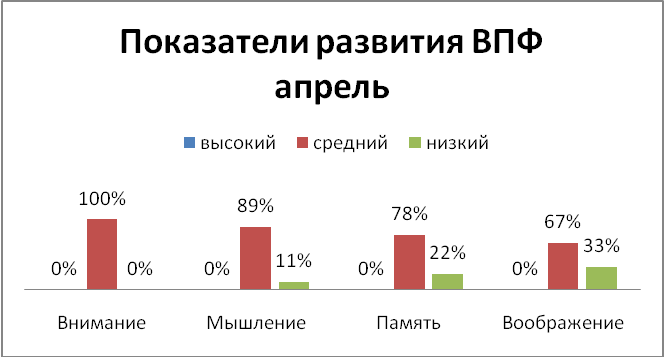 Показатели развития ВПФ
апрель
высокий средний низкий
100%
89%
78%
67%
0% 0% 0% 11% 0% 22% 0% 33%
Внимание Мышление Память Воображение